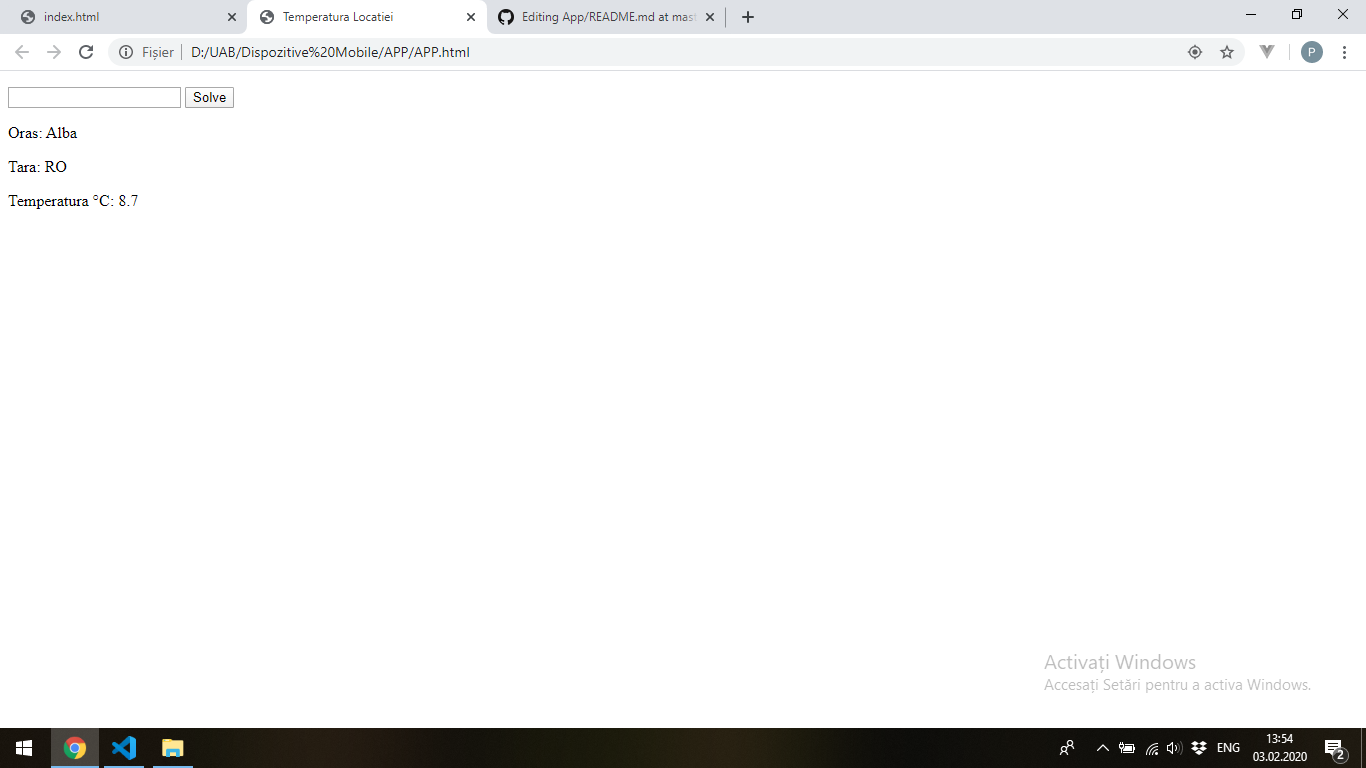 index.html
Temperatura Locatiei
Editing App/README.md at mast
Fișier
D:/UAB/Dispozitive%20Mobile/APP/APP.html
P
Solve
Oras: Alba
Tara: RO
Temperatura °C: 8.7
Activați Windows
Accesați Setări pentru a activa Windows.
ENG
13:54
03.02.2020
2